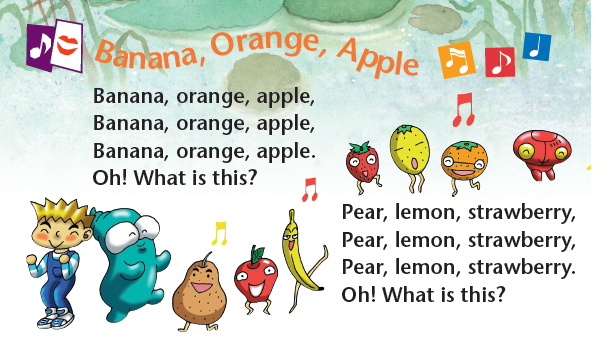 Banana, Orange, Apple
Banana, orange, apple,
Banana, orange, apple,
Banana, orange, apple.
Oh! What is this?
Pear, lemon, strawberry,
Pear, lemon, strawberry,
Pear, lemon, strawberry.
Oh! What is this?